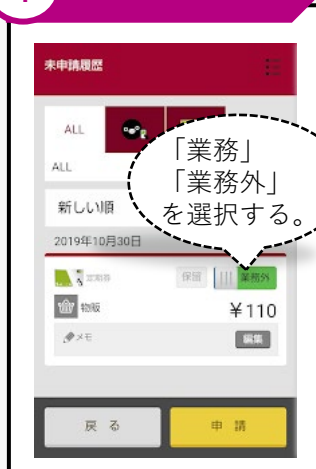 未申請履歴
ALL
ALL
「業務」
「業務外」
を選択する。
新しい順
2019年10月30日
定期券
保留
業務外
物販
¥110
メモ
編集
戻る
申請